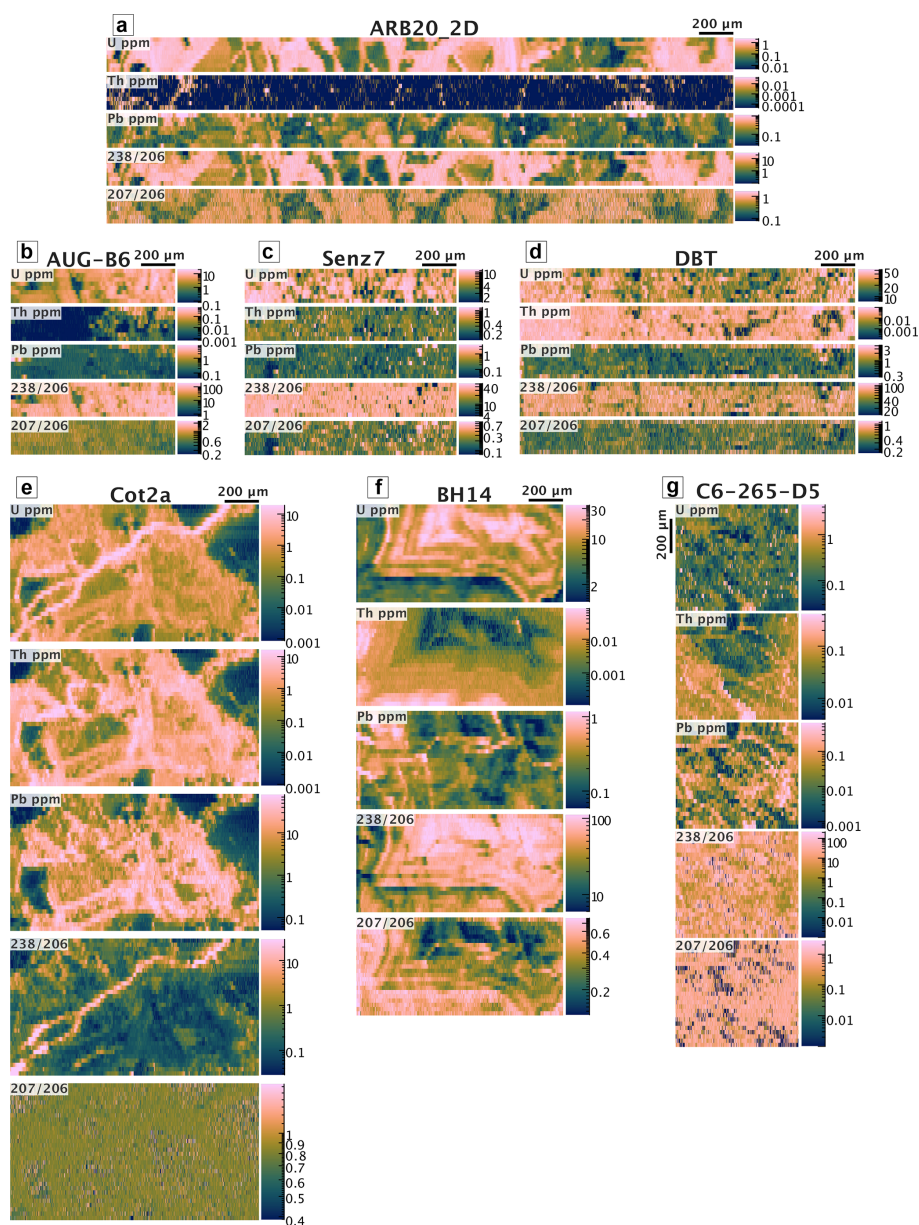 a
ARB20_2D
200 µm
U ppm
1
0.1
0.01
Th ppm
0.01
0.001
0.0001
Pb ppm
0.1
238/206
10
1
207/206
1
0.1
b
AUG-B6
200 µm
U ppm
10
1
0.1
Th ppm
0.1
0.01
0.001
Pb ppm
1
0.1
238/206
100
10
1
207/206
2
0.6
0.2
c
Senz7
200 µm
U ppm
10
4
2
Th ppm
1
0.4
0.2
Pb ppm
1
0.1
238/206
40
10
4
207/206
0.7
0.3
0.1
d
DBT
200 µm
U ppm
50
20
10
Th ppm
0.01
0.001
Pb ppm
3
1
0.3
238/206
100
40
20
207/206
1
0.4
0.2
e
Cot2a
200 µm
U ppm
10
1
0.1
0.01
0.001
Th ppm
10
1
0.1
0.01
0.001
Pb ppm
10
1
0.1
238/206
10
1
0.1
207/206
1
0.9
0.8
0.7
0.6
0.5
0.4
f
BH14
200 µm
U ppm
30
10
2
Th ppm
0.01
0.001
Pb ppm
1
0.1
238/206
100
10
207/206
0.6
0.4
0.2
g
C6-265-D5
200 µm
U ppm
1
0.1
Th ppm
0.1
0.01
Pb ppm
0.1
0.01
0.001
238/206
100
10
1
0.1
0.01
207/206
1
0.1
0.01